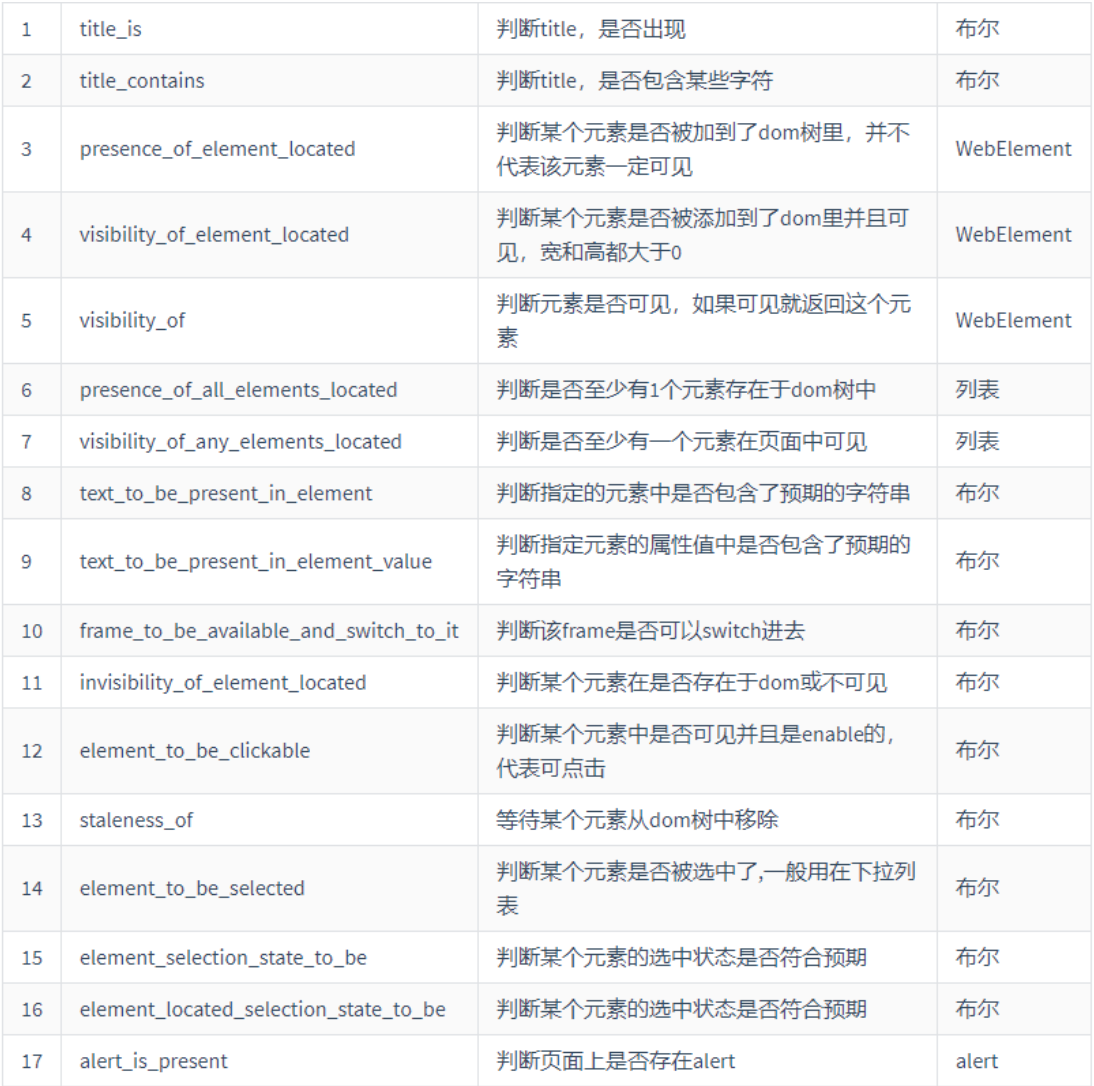 1 title_is 判断title，是否出现 布尔
2 title_contains 判断title，是否包含某些字符 布尔
3 presence_of_element_located 判断某个元素是否被加到了dom树里，并不
代表该元素一定可见 WebElement
4 visibility_of_element_located 判断某个元素是否被添加到了dom里并且可
见，宽和高都大于0 WebElement
5 visibility_of 判断元素是否可见，如果可见就返回这个元
素 WebElement
6 presence_of_all_elements_located 判断是否至少有1个元素存在于dom树中 列表
7 visibility_of_any_elements_located 判断是否至少有一个元素在页面中可见 列表
8 text_to_be_present_in_element 判断指定的元素中是否包含了预期的字符串 布尔
9 text_to_be_present_in_element_value 判断指定元素的属性值中是否包含了预期的
字符串 布尔
10 frame_to_be_available_and_switch_to_it 判断该frame是否可以switch进去 布尔
11 invisibility_of_element_located 判断某个元素在是否存在于dom或不可见 布尔
12 element_to_be_clickable 判断某个元素中是否可见并且是enable的，
代表可点击 布尔
13 staleness_of 等待某个元素从dom树中移除 布尔
14 element_to_be_selected 判断某个元素是否被选中了,一般用在下拉列
表 布尔
15 element_selection_state_to_be 判断某个元素的选中状态是否符合预期 布尔
16 element_located_selection_state_to_be 判断某个元素的选中状态是否符合预期 布尔
17 alert_is_present 判断页面上是否存在alert alert